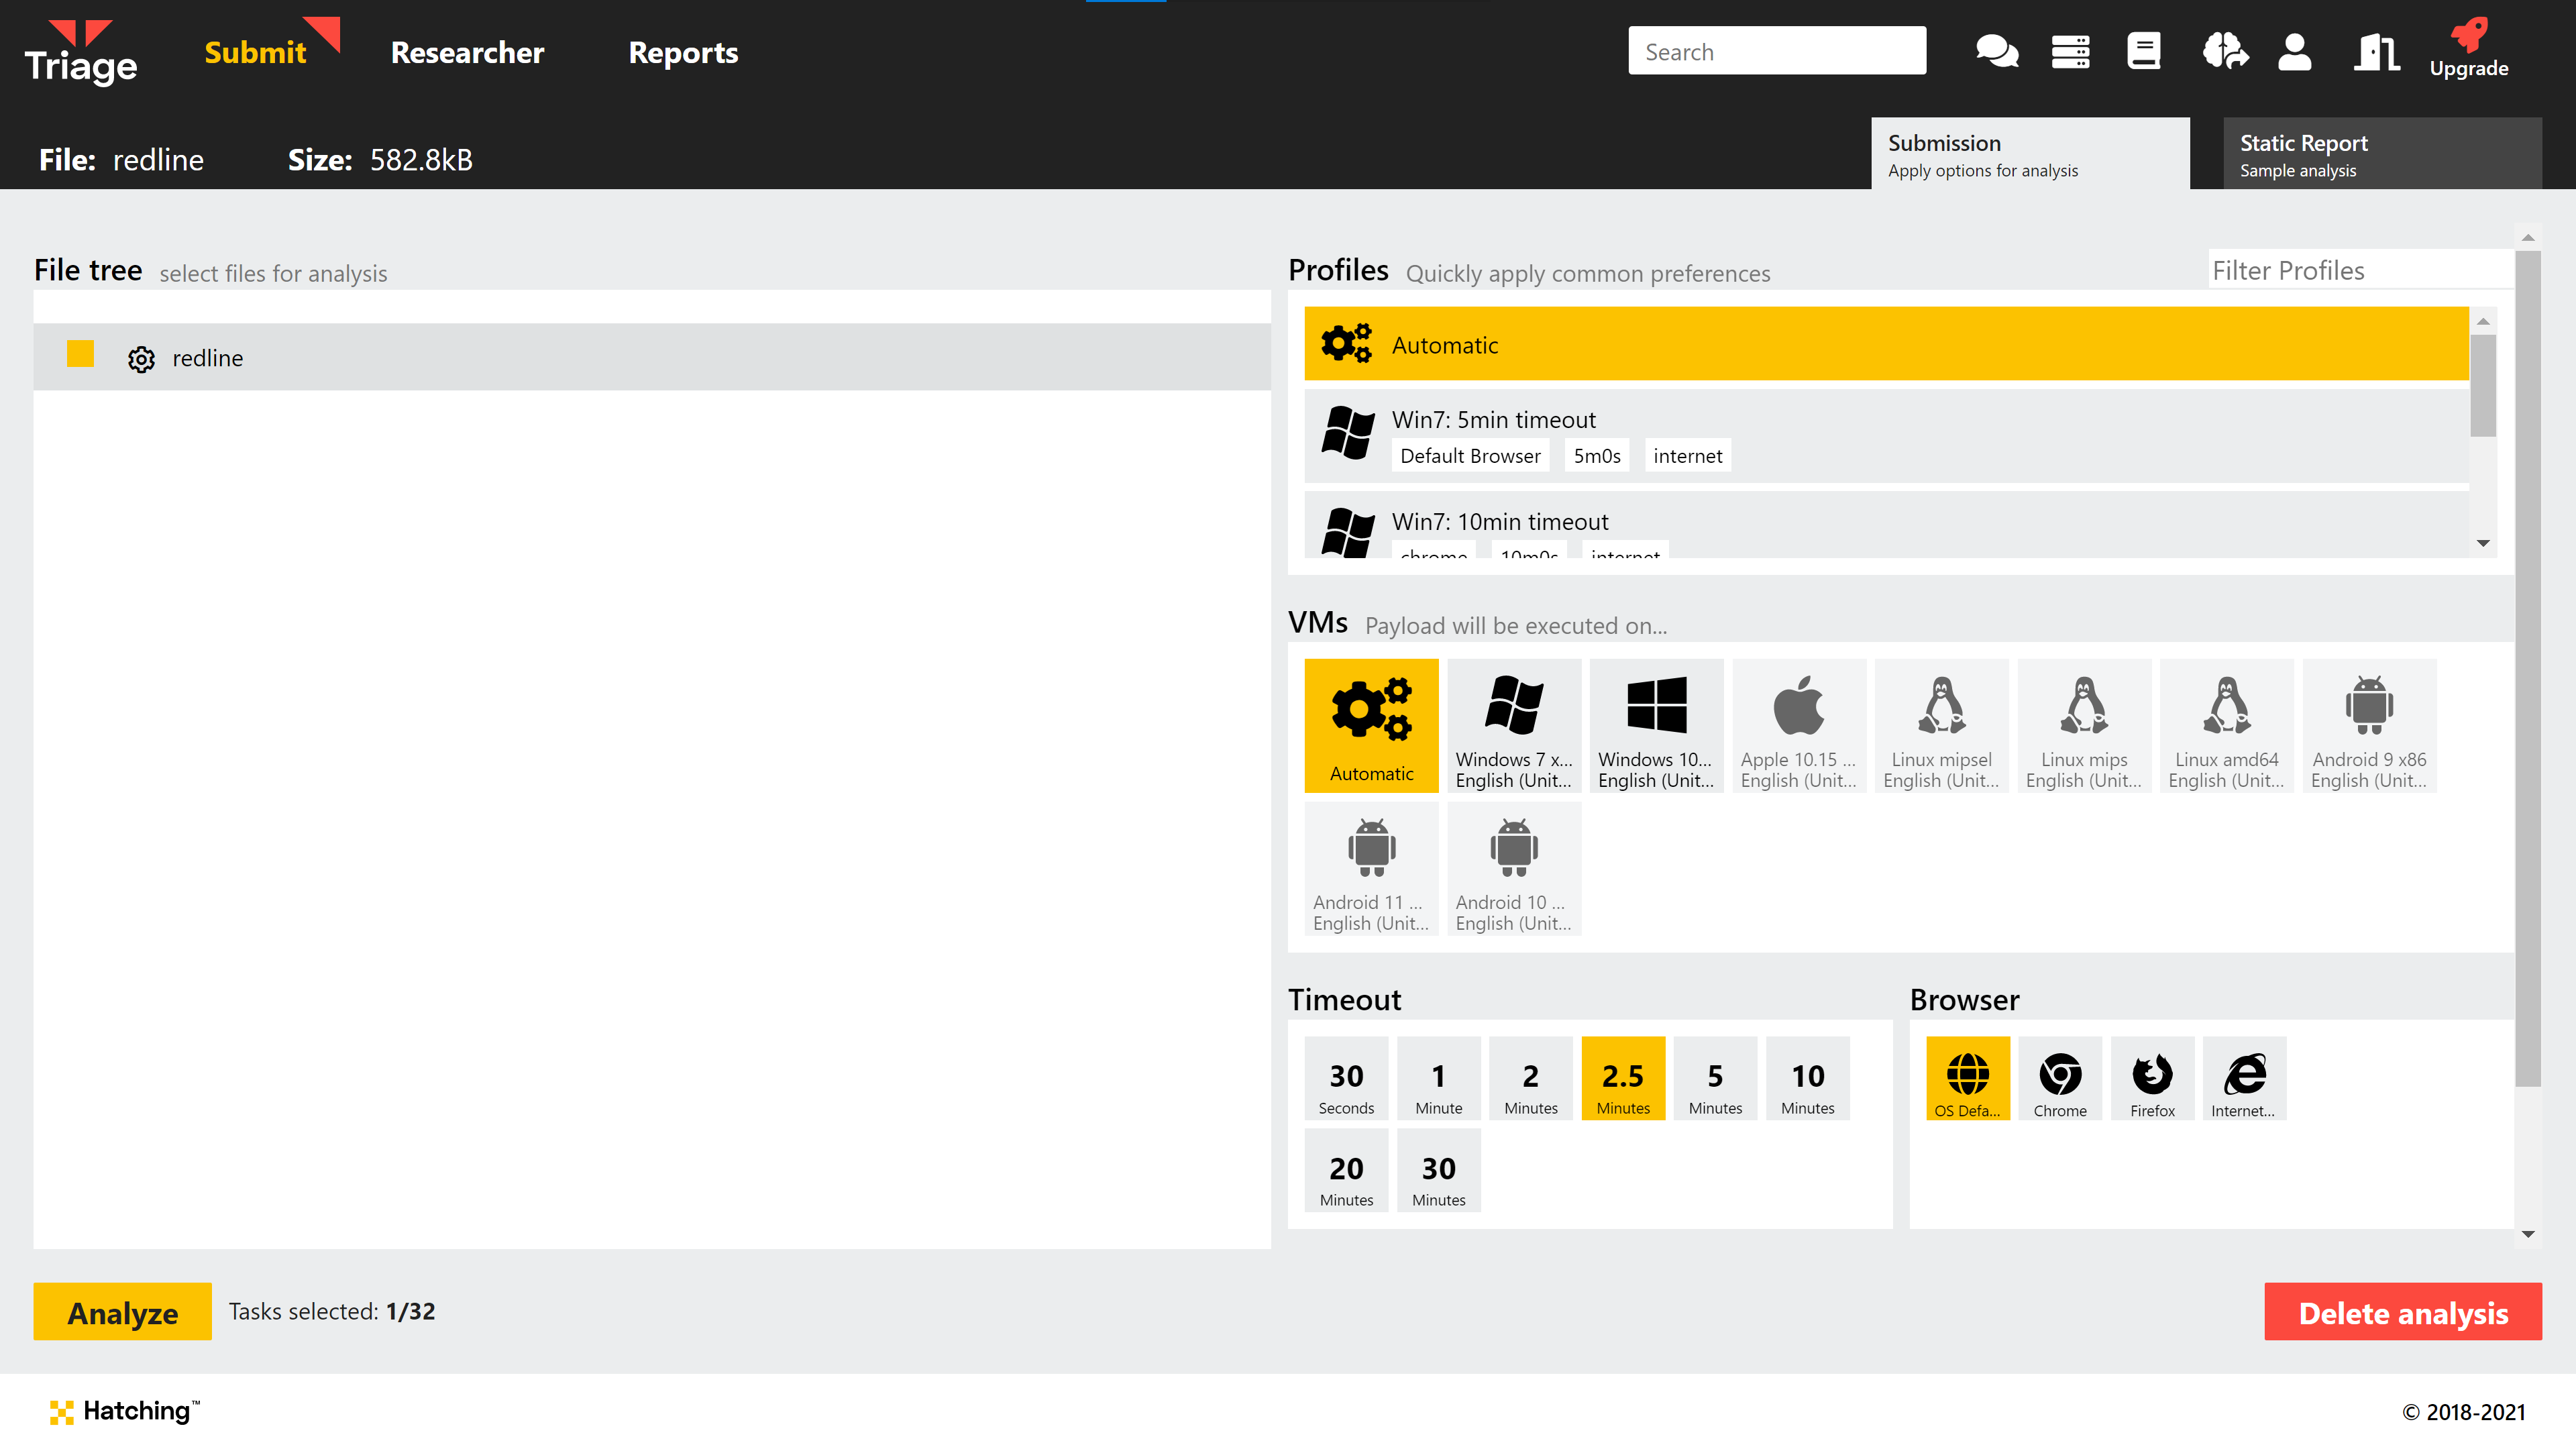 Triage
Submit
Researcher
Reports
Search
Upgrade
File: redline
Size: 582.8kB
Submission
Apply options for analysis
Static Report
Sample analysis
File tree select files for analysis
redline
Profiles Quickly apply common preferences
Filter Profiles
Automatic
Win7: 5min timeout
Default Browser 5m0s internet
Win7: 10min timeout
chrome 10m0s internet
VMs Payload will be executed on...
Automatic
Windows 7 x...
English (Unit...
Windows 10...
English (Unit...
Apple 10.15 ...
English (Unit...
Linux mipsel
English (Unit...
Linux mips
English (Unit...
Linux amd64
English (Unit...
Android 9 x86
English (Unit...
Android 11 ...
English (Unit...
Android 10 ...
English (Unit...
Timeout
30
Seconds
1
Minute
2
Minutes
2.5
Minutes
5
Minutes
10
Minutes
20
Minutes
30
Minutes
Browser
OS Defa...
Chrome
Firefox
Internet...
Analyze
Tasks selected: 1/32
Delete analysis
Hatching™
© 2018-2021